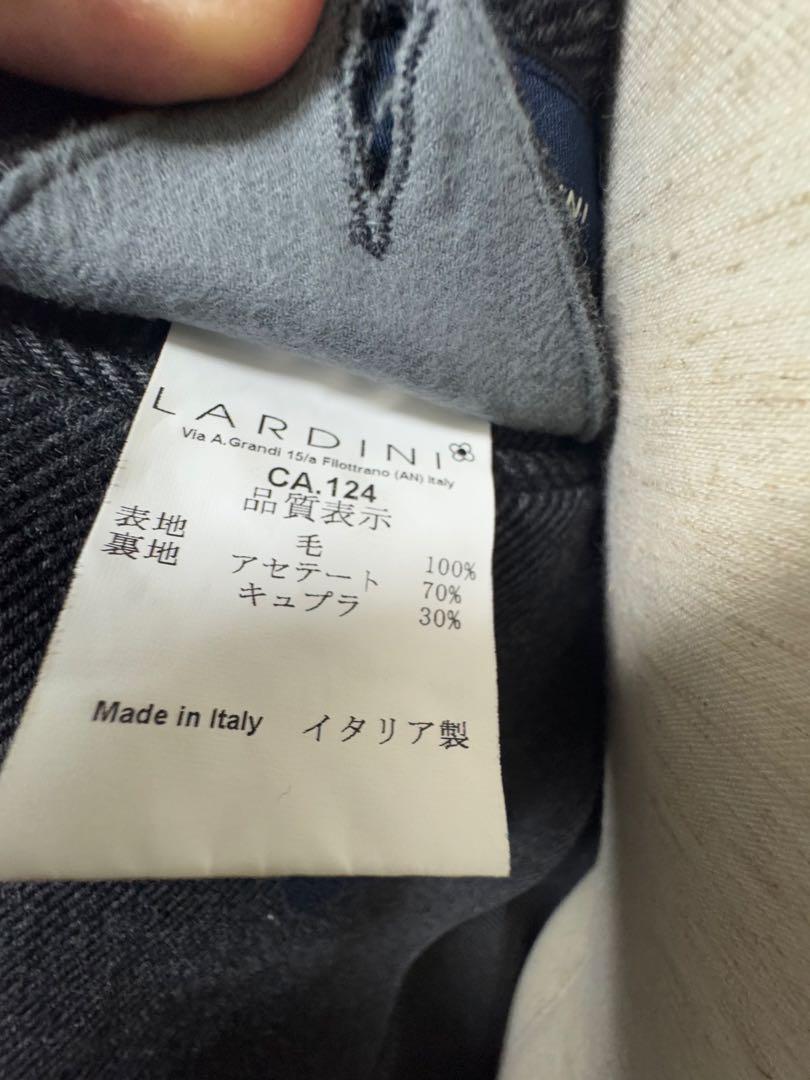 LARDINI
Via A.Grandi 15/a Filottrano (AN) Italy
CA.124
品質表示
表地 毛 100%
裏地 アセテート 70%
キュプラ 30%
Made in Italy イタリア製